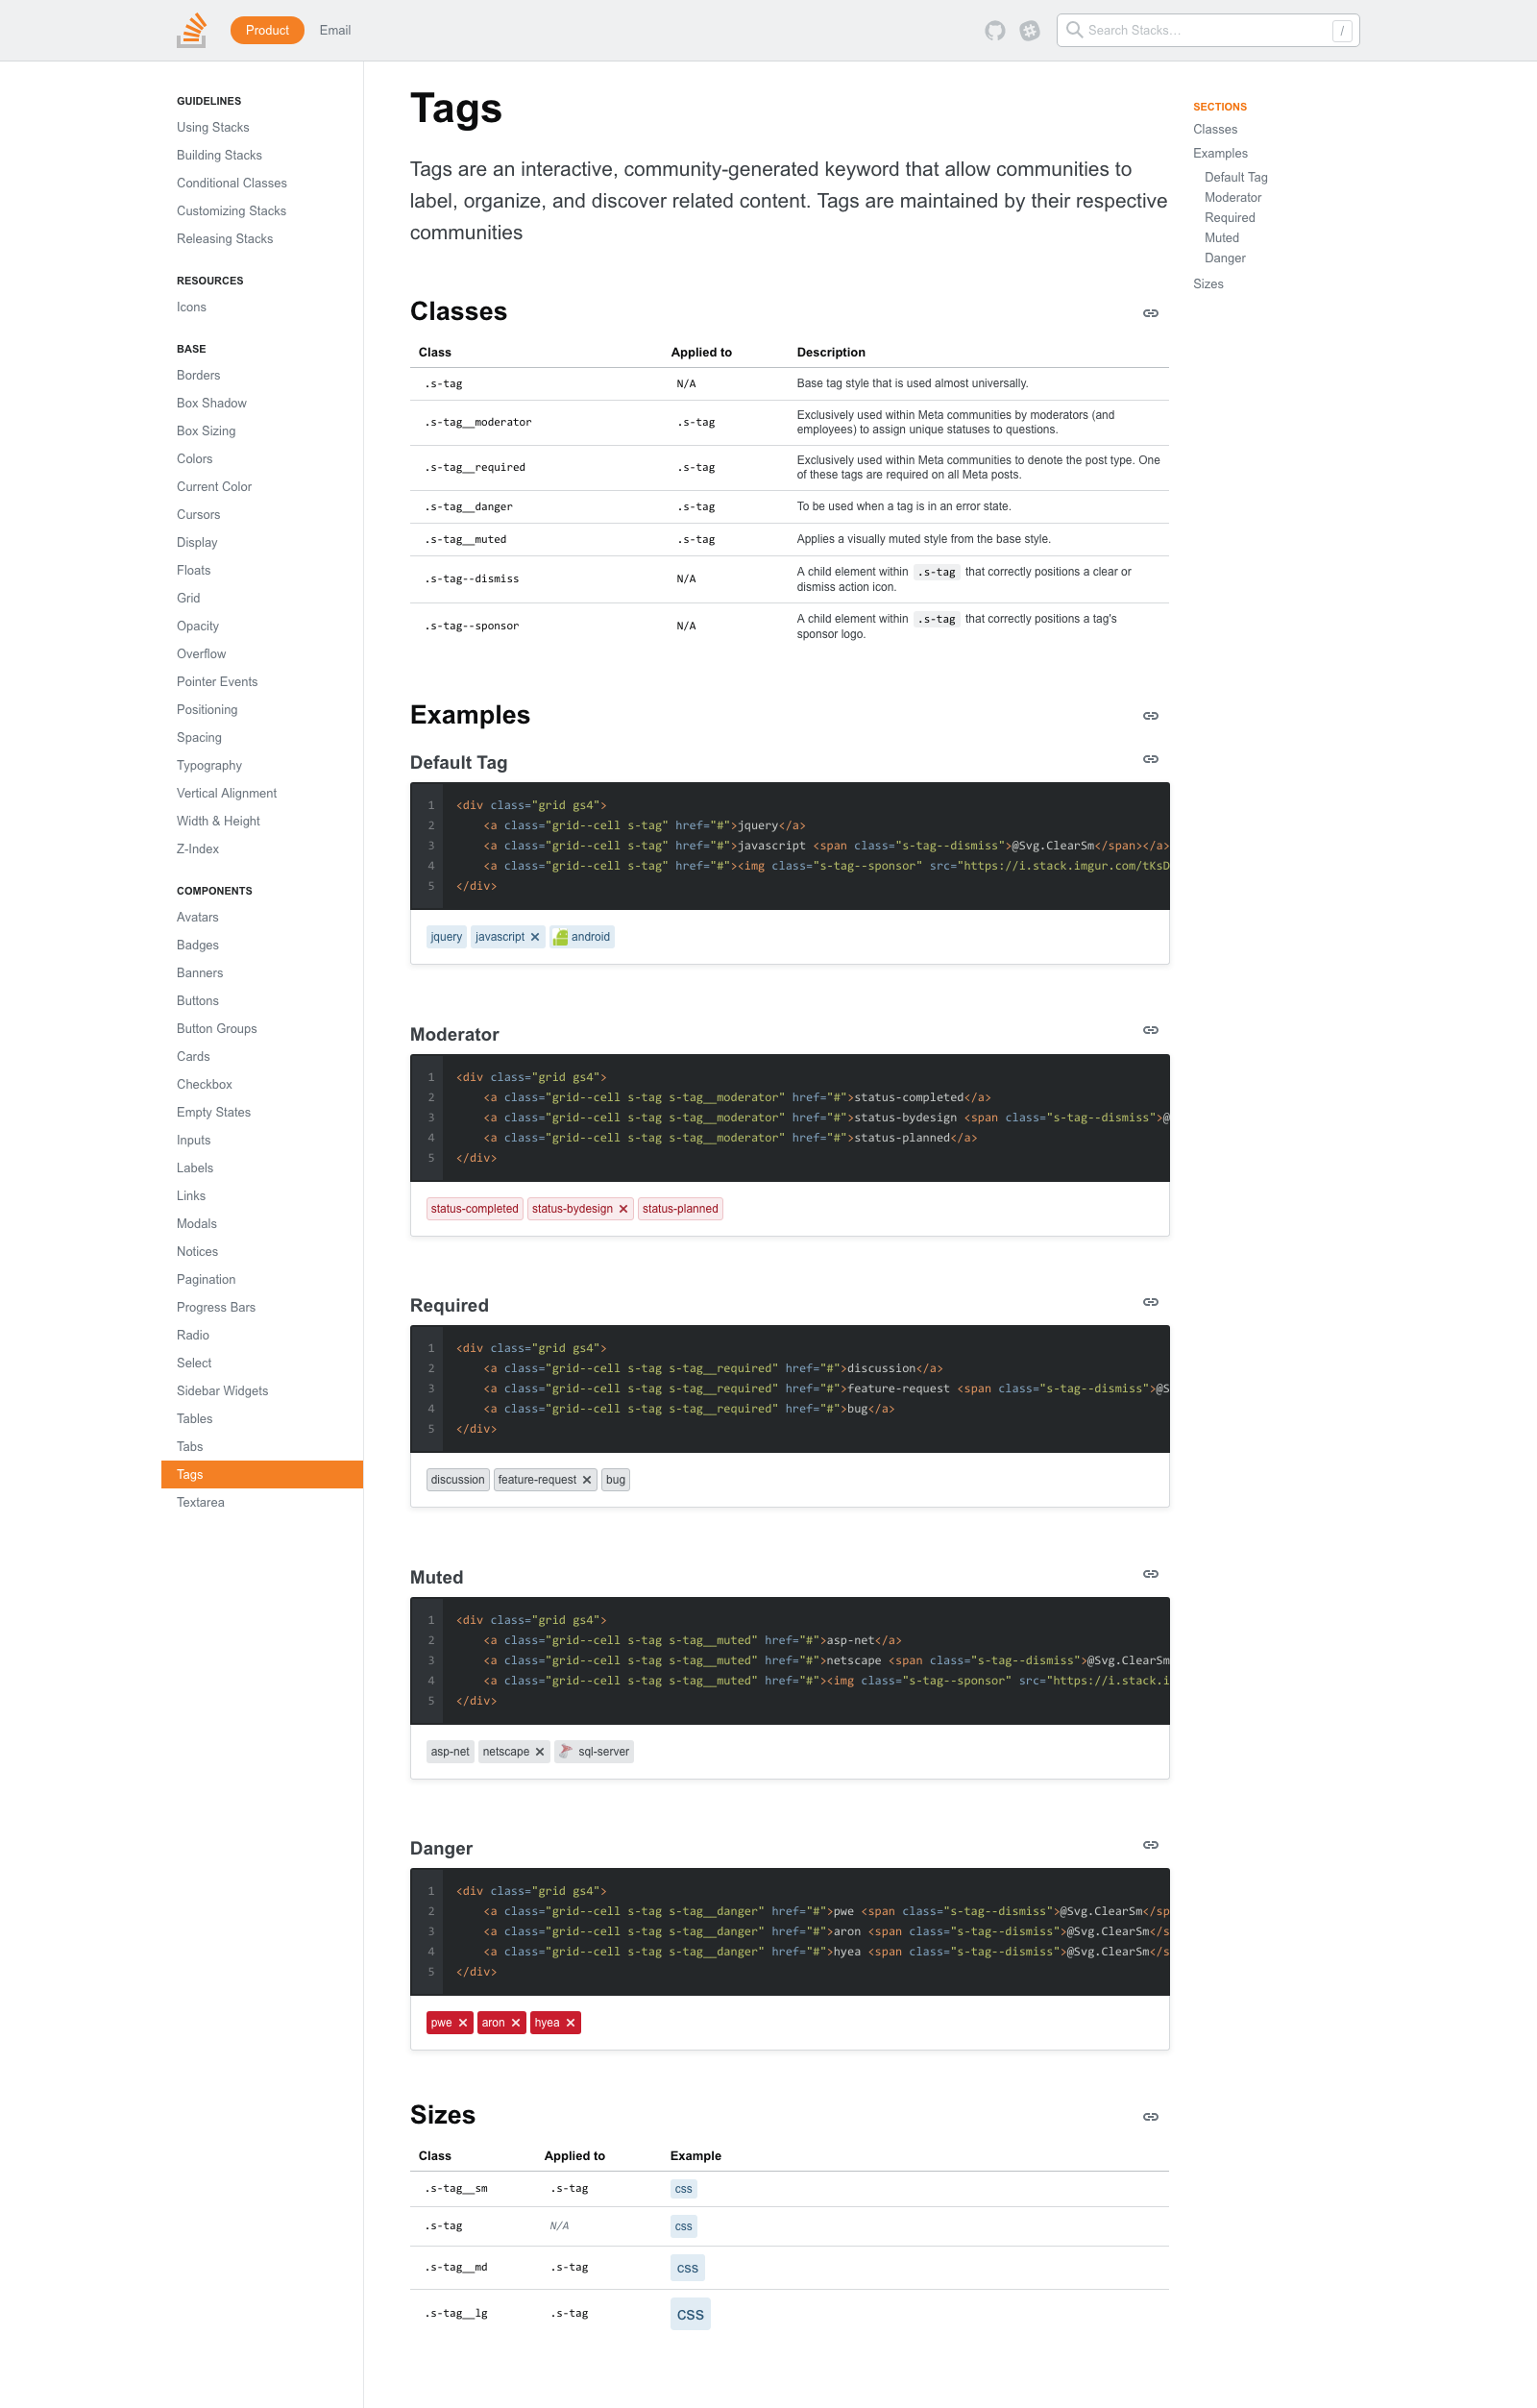 Product
Email
Search Stacks…
/
GUIDELINES
Using Stacks
Building Stacks
Conditional Classes
Customizing Stacks
Releasing Stacks
RESOURCES
Icons
BASE
Borders
Box Shadow
Box Sizing
Colors
Current Color
Cursors
Display
Floats
Grid
Opacity
Overflow
Pointer Events
Positioning
Spacing
Typography
Vertical Alignment
Width & Height
Z-Index
COMPONENTS
Avatars
Badges
Banners
Buttons
Button Groups
Cards
Checkbox
Empty States
Inputs
Labels
Links
Modals
Notices
Pagination
Progress Bars
Radio
Select
Sidebar Widgets
Tables
Tabs
Tags
Textarea
Tags
Tags are an interactive, community-generated keyword that allow communities to
label, organize, and discover related content. Tags are maintained by their respective
communities
Classes
Class Applied to Description
.s-tag N/A Base tag style that is used almost universally.
.s-tag__moderator .s-tag Exclusively used within Meta communities by moderators (and
employees) to assign unique statuses to questions.
.s-tag__required .s-tag Exclusively used within Meta communities to denote the post type. One
of these tags are required on all Meta posts.
.s-tag__danger .s-tag To be used when a tag is in an error state.
.s-tag__muted .s-tag Applies a visually muted style from the base style.
.s-tag--dismiss N/A A child element within .s-tag that correctly positions a clear or
dismiss action icon.
.s-tag--sponsor N/A A child element within .s-tag that correctly positions a tag's
sponsor logo.
Examples
Default Tag
1 <div class="grid gs4">
2 <a class="grid--cell s-tag" href="#">jquery</a>
3 <a class="grid--cell s-tag" href="#">javascript <span class="s-tag--dismiss">@Svg.ClearSm</span></a>
4 <a class="grid--cell s-tag" href="#"><img class="s-tag--sponsor" src="https://i.stack.imgur.com/tKsD
5 </div>
jquery javascript android
Moderator
1 <div class="grid gs4">
2 <a class="grid--cell s-tag s-tag__moderator" href="#">status-completed</a>
3 <a class="grid--cell s-tag s-tag__moderator" href="#">status-bydesign <span class="s-tag--dismiss">@
4 <a class="grid--cell s-tag s-tag__moderator" href="#">status-planned</a>
5 </div>
status-completed status-bydesign status-planned
Required
1 <div class="grid gs4">
2 <a class="grid--cell s-tag s-tag__required" href="#">discussion</a>
3 <a class="grid--cell s-tag s-tag__required" href="#">feature-request <span class="s-tag--dismiss">@S
4 <a class="grid--cell s-tag s-tag__required" href="#">bug</a>
5 </div>
discussion feature-request bug
Muted
1 <div class="grid gs4">
2 <a class="grid--cell s-tag s-tag__muted" href="#">asp-net</a>
3 <a class="grid--cell s-tag s-tag__muted" href="#">netscape <span class="s-tag--dismiss">@Svg.ClearSm
4 <a class="grid--cell s-tag s-tag__muted" href="#"><img class="s-tag--sponsor" src="https://i.stack.i
5 </div>
asp-net netscape sql-server
Danger
1 <div class="grid gs4">
2 <a class="grid--cell s-tag s-tag__danger" href="#">pwe <span class="s-tag--dismiss">@Svg.ClearSm</sp
3 <a class="grid--cell s-tag s-tag__danger" href="#">aron <span class="s-tag--dismiss">@Svg.ClearSm</s
4 <a class="grid--cell s-tag s-tag__danger" href="#">hyea <span class="s-tag--dismiss">@Svg.ClearSm</s
5 </div>
pwe aron hyea
Sizes
Class Applied to Example
.s-tag__sm .s-tag css
.s-tag N/A css
.s-tag__md .s-tag css
.s-tag__lg .s-tag css
SECTIONS
Classes
Examples
Default Tag
Moderator
Required
Muted
Danger
Sizes